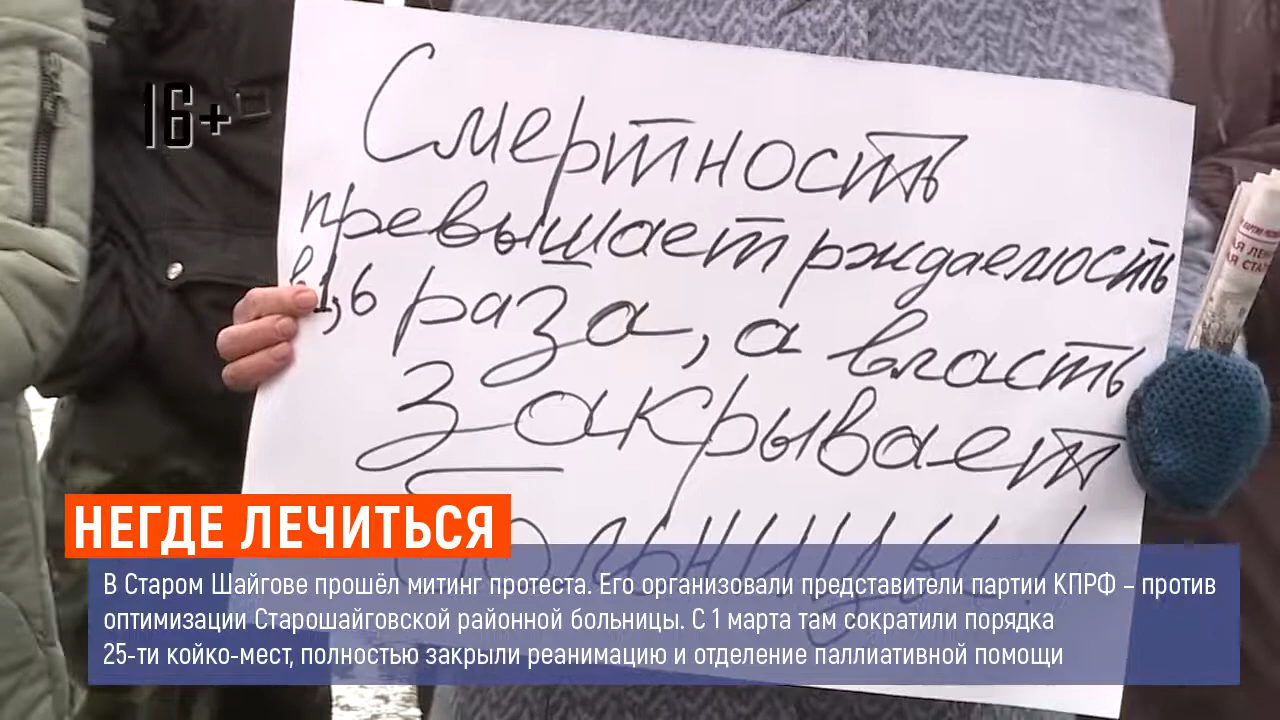 16+
Смертность
превышает рждаемость
в 1,6 раза, а власть
закрывает
больницы!
НЕГДЕ ЛЕЧИТЬСЯ
В Старом Шайгове прошёл митинг протеста. Его организовали представители партии КПРФ – против
оптимизации Старошайговской районной больницы. С 1 марта там сократили порядка
25-ти койко-мест, полностью закрыли реанимацию и отделение паллиативной помощи